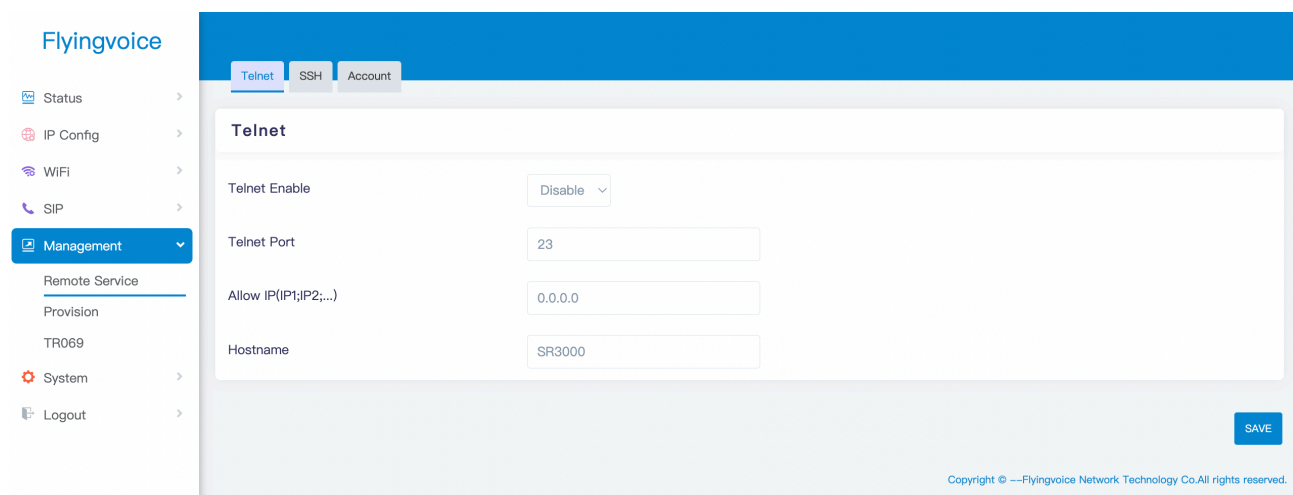 Flyingvoice
Telnet SSH Account
Status
IP Config
WiFi
SIP
Management
Remote Service
Provision
TR069
System
Logout
Telnet
Telnet Enable Disable
Telnet Port 23
Allow IP(IP1;IP2;...) 0.0.0.0
Hostname SR3000
SAVE
Copyright © --Flyingvoice Network Technology Co.All rights reserved.